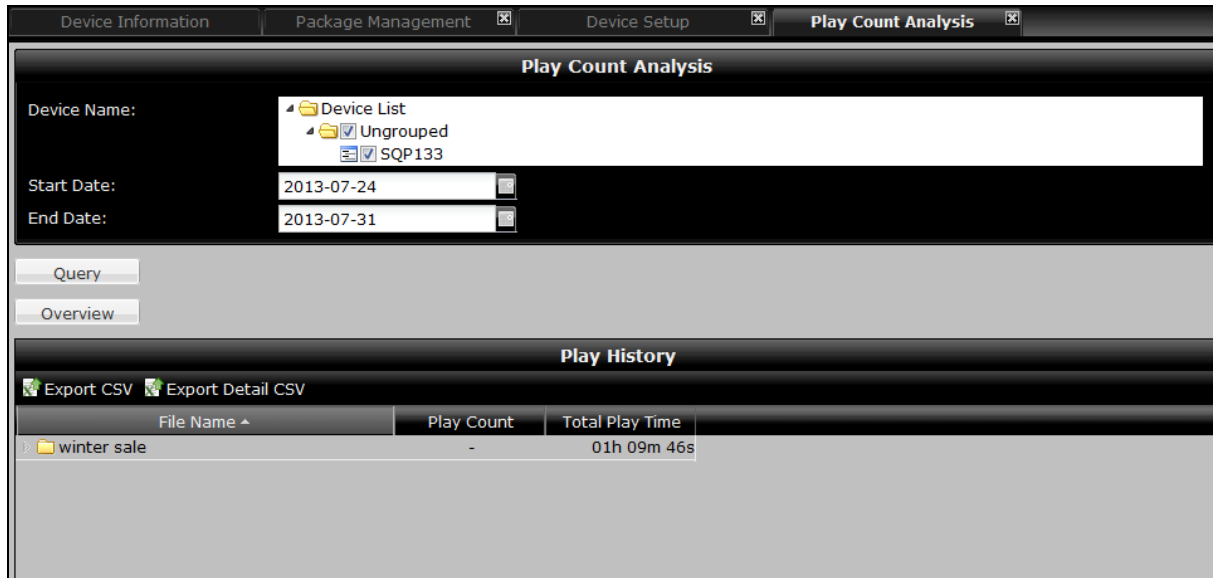 Device Information Package Management Device Setup Play Count Analysis
Play Count Analysis
Device Name:
Device List
Ungrouped
SQP133
Start Date: 2013-07-24
End Date: 2013-07-31
Query
Overview
Play History
Export CSV Export Detail CSV
File Name Play Count Total Play Time
winter sale - 01h 09m 46s